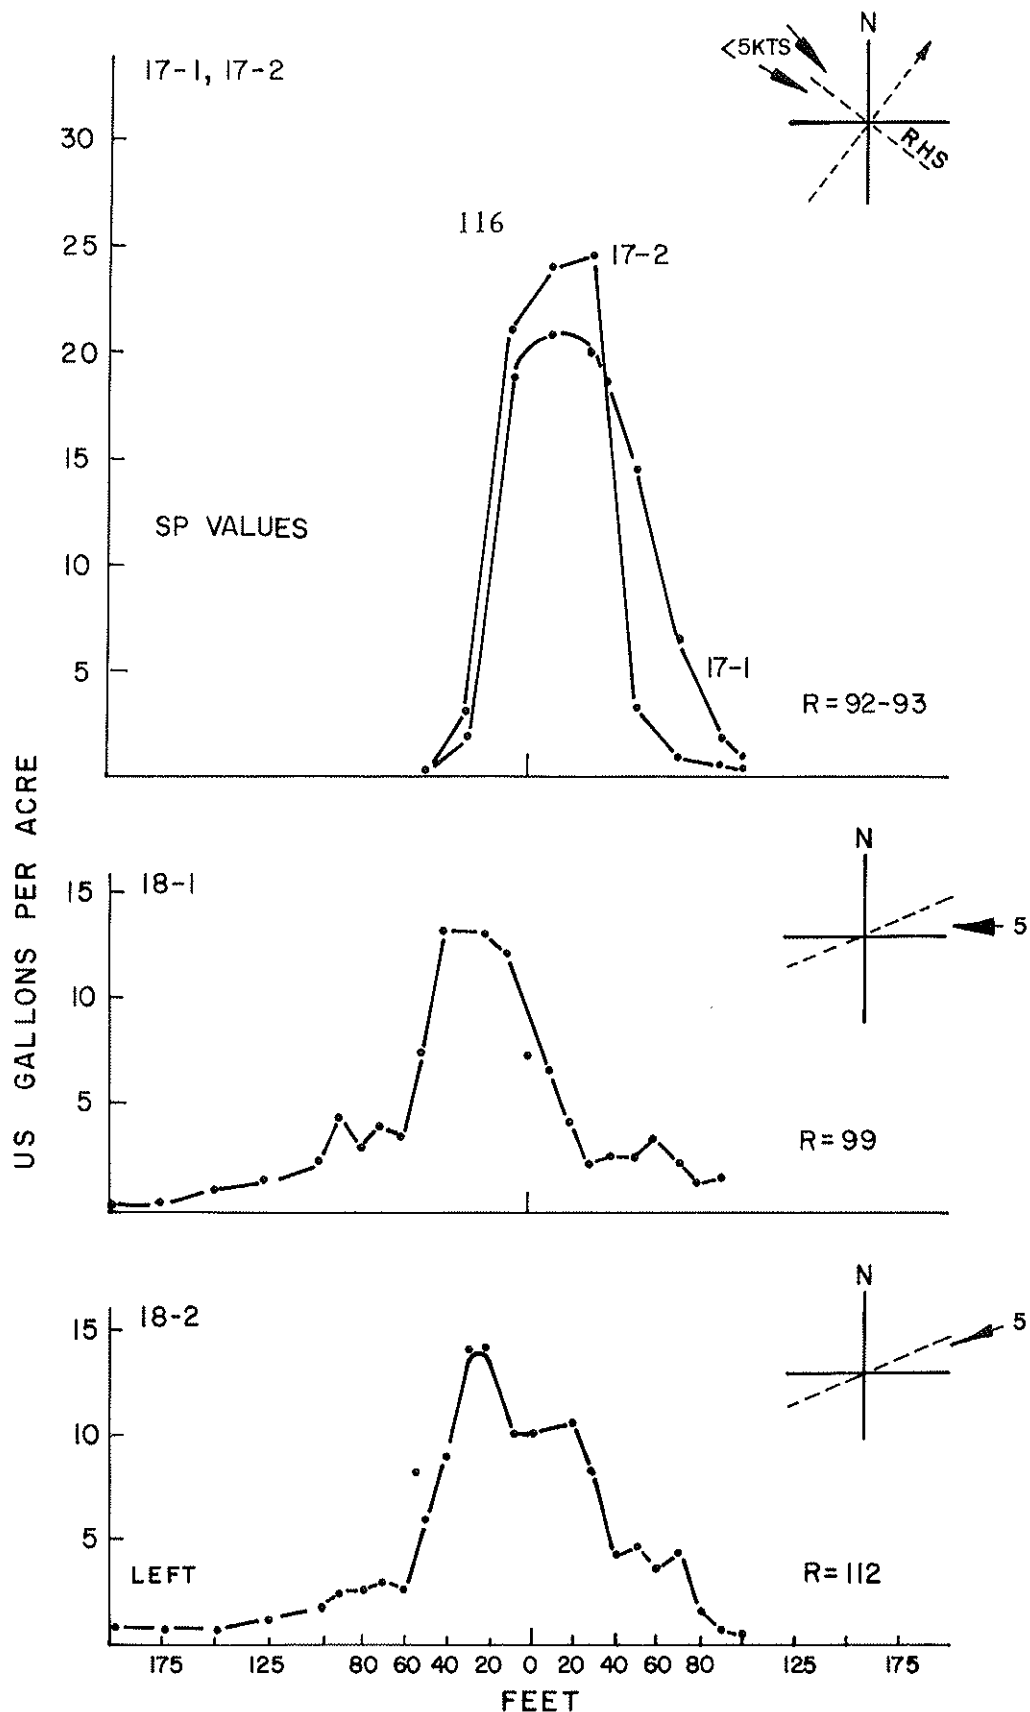 17-1, 17-2
<5KTS
N
RHS
30
116
25
17-2
20
15
SP VALUES
10
5
17-1
R=92-93
US GALLONS PER ACRE
N
15
18-1
5
10
5
R=99
N
15
18-2
5
10
5
LEFT
R=112
175 125 80 60 40 20 0 20 40 60 80 125 175
FEET